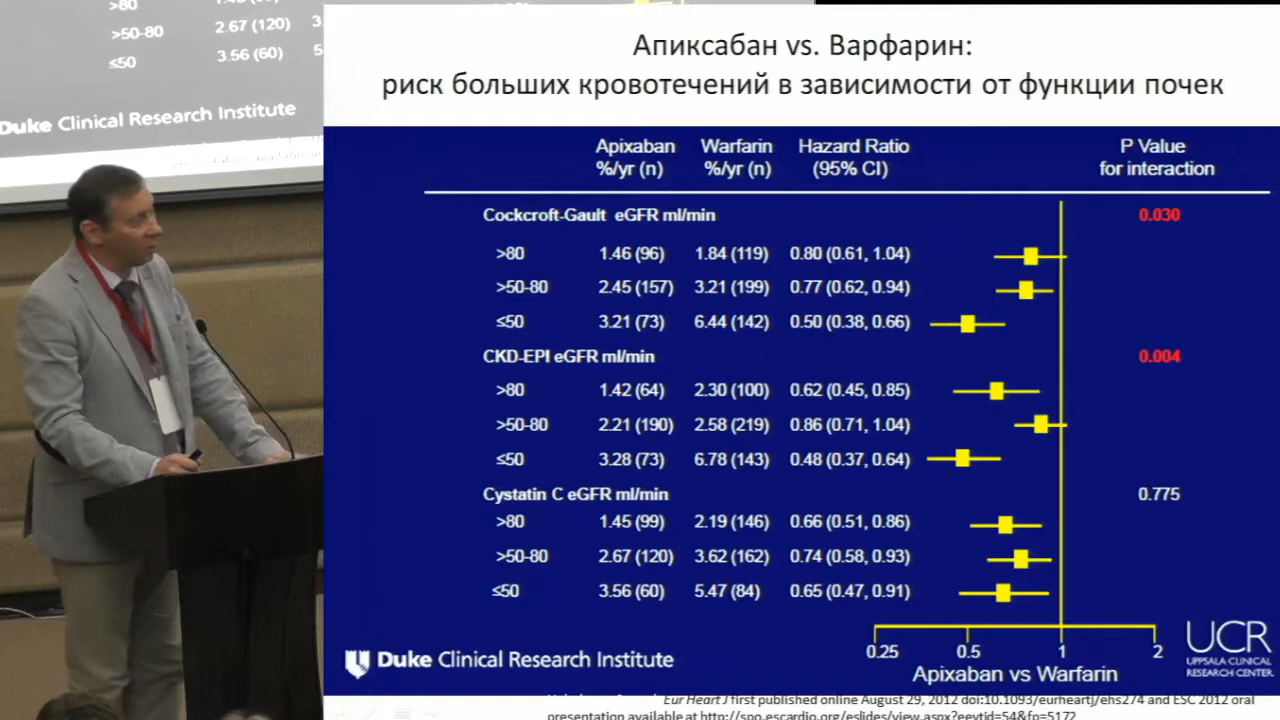 >80
>50-80 2.67 (120) 3.
≤50 3.56 (60) 5
Duke Clinical Research Institute
Апиксабан vs. Варфарин:
риск больших кровотечений в зависимости от функции почек
Apixaban Warfarin Hazard Ratio P Value
%/yr (n) %/yr (n) (95% CI) for interaction
Cockcroft-Gault eGFR ml/min 0.030
>80 1.46 (96) 1.84 (119) 0.80 (0.61, 1.04)
>50-80 2.45 (157) 3.21 (199) 0.77 (0.62, 0.94)
≤50 3.21 (73) 6.44 (142) 0.50 (0.38, 0.66)
CKD-EPI eGFR ml/min 0.004
>80 1.42 (64) 2.30 (100) 0.62 (0.45, 0.85)
>50-80 2.21 (190) 2.58 (219) 0.86 (0.71, 1.04)
≤50 3.28 (73) 6.78 (143) 0.48 (0.37, 0.64)
Cystatin C eGFR ml/min 0.775
>80 1.45 (99) 2.19 (146) 0.66 (0.51, 0.86)
>50-80 2.67 (120) 3.62 (162) 0.74 (0.58, 0.93)
≤50 3.56 (60) 5.47 (84) 0.65 (0.47, 0.91)
0.25 0.5 1 2
Apixaban vs Warfarin
Duke Clinical Research Institute
UCR
UPPSALA CLINICAL
RESEARCH CENTER
Eur Heart J first published online August 29, 2012 doi:10.1093/eurheartj/ehs274 and ESC 2012 oral
presentation available at http://spo.escardio.org/eslides/view.aspx?eevtid=54&fp=5172